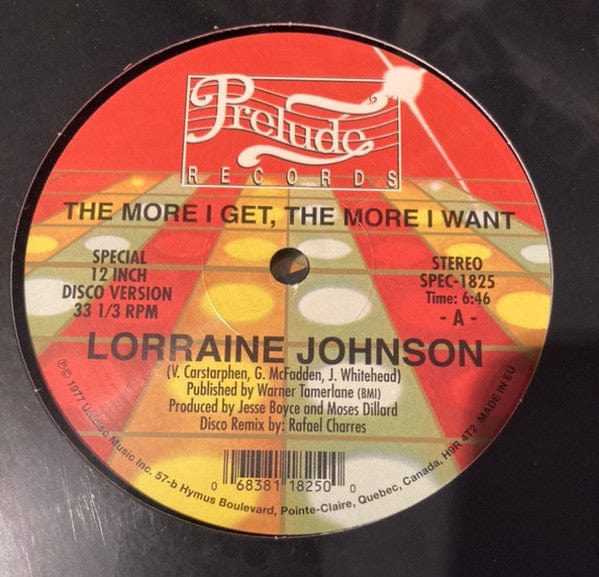 Prelude
RECORDS
THE MORE I GET, THE MORE I WANT
SPECIAL
12 INCH
DISCO VERSION
33 1/3 RPM
STEREO
SPEC-1825
Time: 6:46
- A -
LORRAINE JOHNSON
(V. Carstarphen, G. McFadden, J. Whitehead)
Published by Warner Tamerlane (BMI)
Produced by Jesse Boyce and Moses Dillard
Disco Remix by: Rafael Charres
0 68381 18250 0
℗© 1977 Unidisc Music Inc. 57-b Hymus Boulevard, Pointe-Claire, Quebec, Canada, H9R 4T2 MADE IN EU